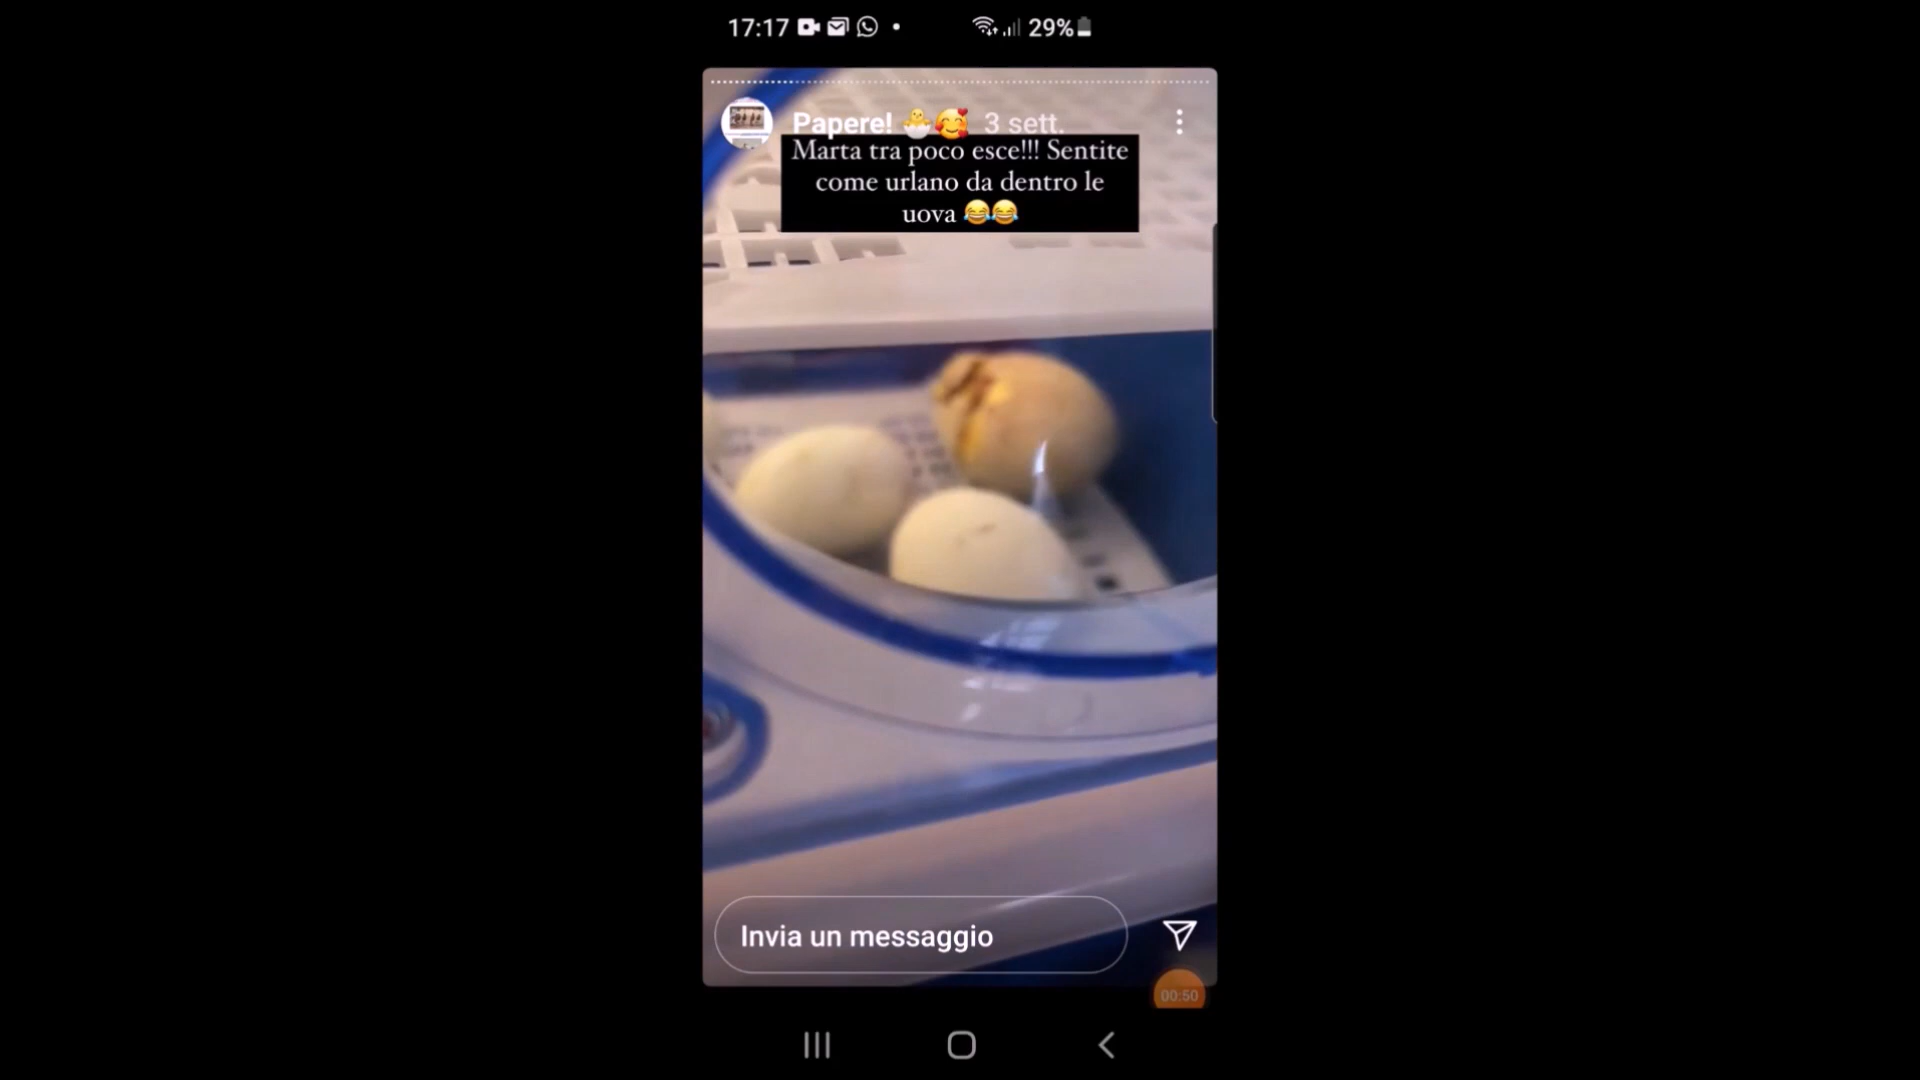 17:17
29%
Papere! 🐣🥰 3 sett.
Marta tra poco esce!!! Sentite
come urlano da dentro le
uova 😂😂
Invia un messaggio
00:50